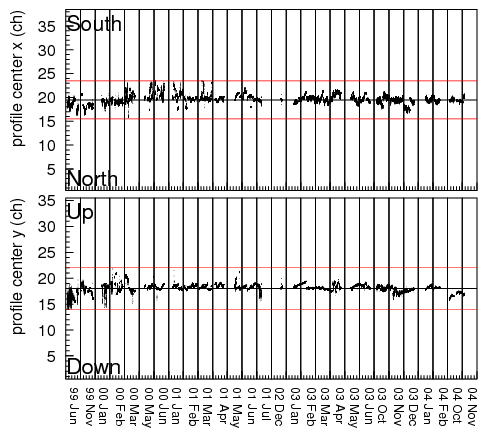 profile center x (ch)
South
35
30
25
20
15
10
5
North
profile center y (ch)
Up
35
30
25
20
15
10
5
Down
99 Jun
99 Nov
00 Jan
00 Feb
00 Mar
00 May
00 Jun
01 Jan
01 Feb
01 Mar
01 Apr
01 May
01 Jun
01 Jul
02 Dec
03 Jan
03 Feb
03 Mar
03 Apr
03 May
03 Jun
03 Oct
03 Nov
03 Dec
04 Jan
04 Feb
04 Oct
04 Nov